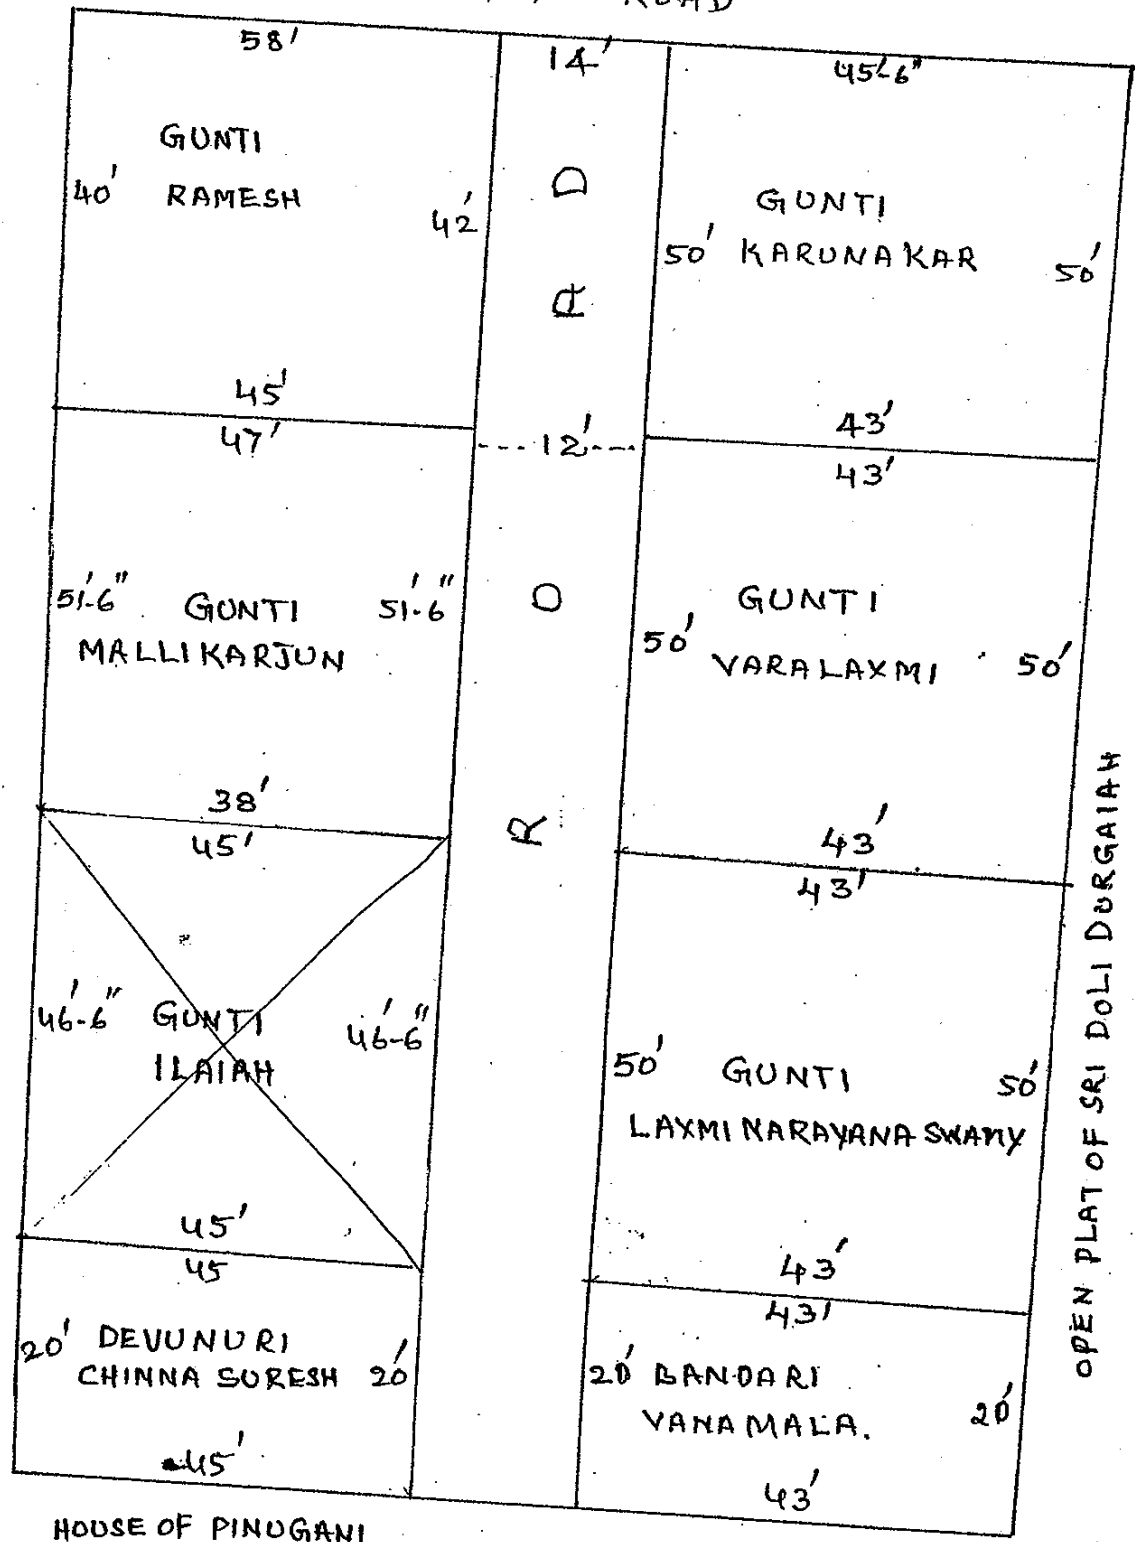 ROAD
58'
GUNTI
RAMESH
40'
42'
45'
47'
51'-6"
GUNTI
51'-6"
MALLIKARJUN
38'
45'
46'-6"
GUNTI
46'-6"
ILAIAH
45'
45
20'
DEVUNURI
CHINNA SURESH
20'
45'
HOUSE OF PINUGANI
14'
12'
ROAD
45'-6"
GUNTI
50'
KARUNAKAR
50'
43'
43'
GUNTI
50'
VARALAXMI
50'
43'
43'
50'
GUNTI
50'
LAXMI NARAYANA SWAMY
43'
43'
20'
BANDARI
VANAMALA.
20'
43'
OPEN PLAT OF SRI DOLI DURGAIAH